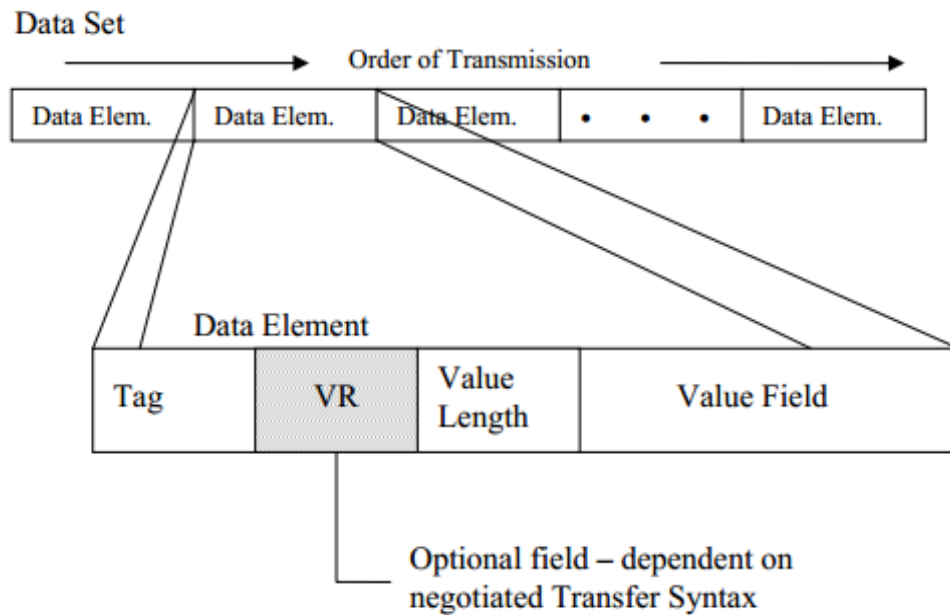 Data Set
Order of Transmission
Data Elem. Data Elem. Data Elem. • • • Data Elem.
Data Element
Tag VR Value Length Value Field
Optional field – dependent on
negotiated Transfer Syntax